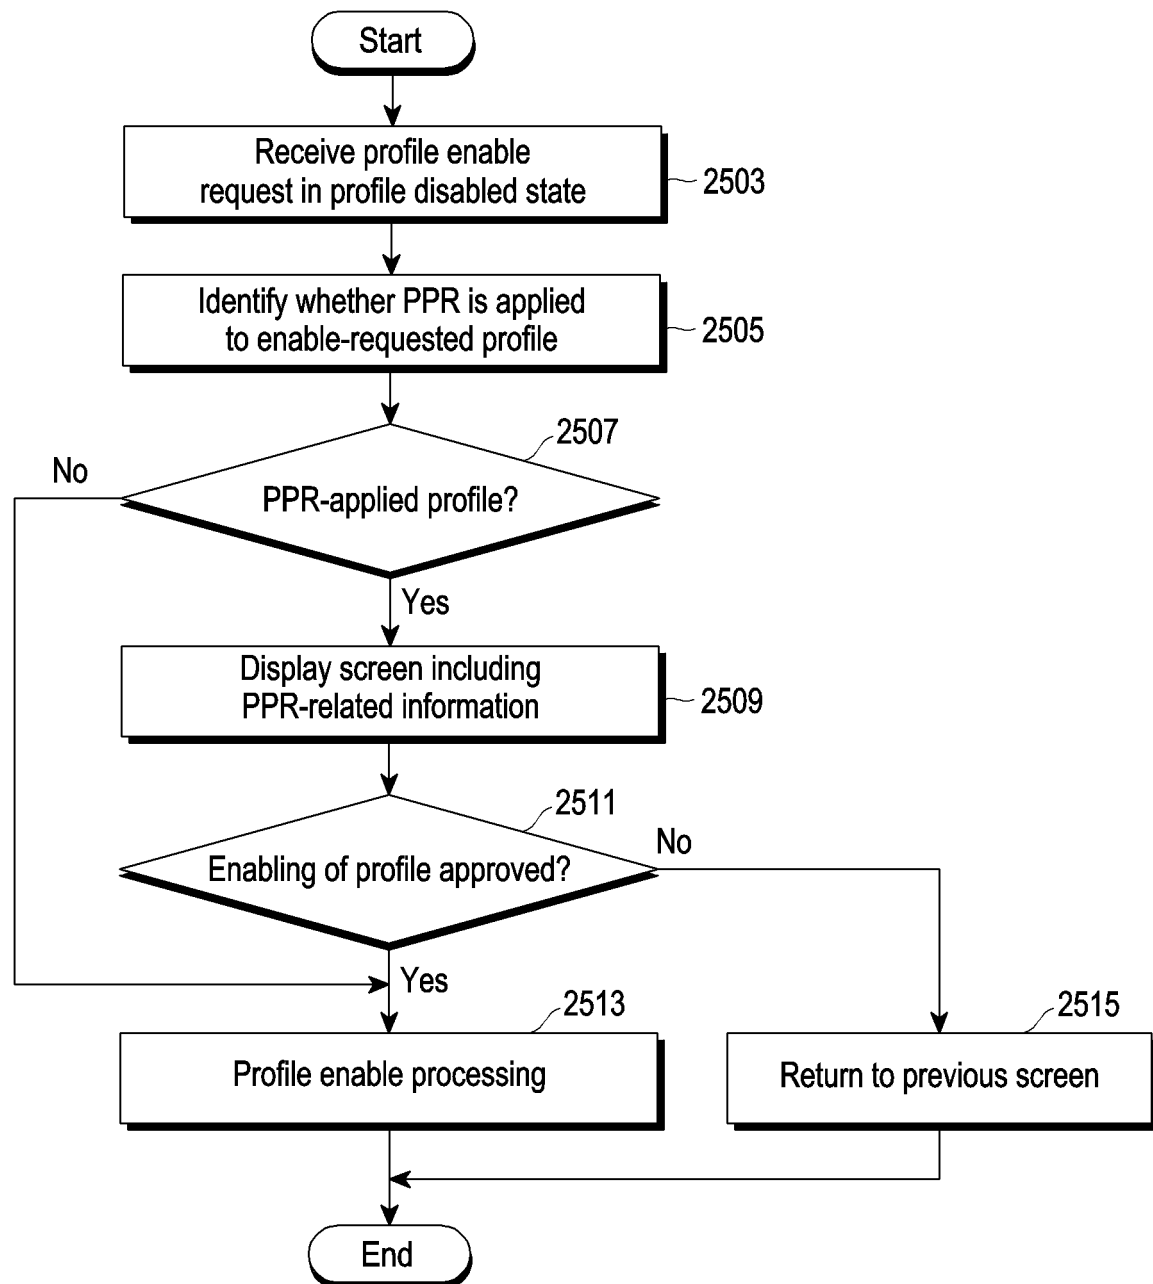 Start
Receive profile enable
request in profile disabled state
2503
Identify whether PPR is applied
to enable-requested profile
2505
2507
No
PPR-applied profile?
Yes
Display screen including
PPR-related information
2509
2511
No
Enabling of profile approved?
Yes
2513
2515
Profile enable processing
Return to previous screen
End